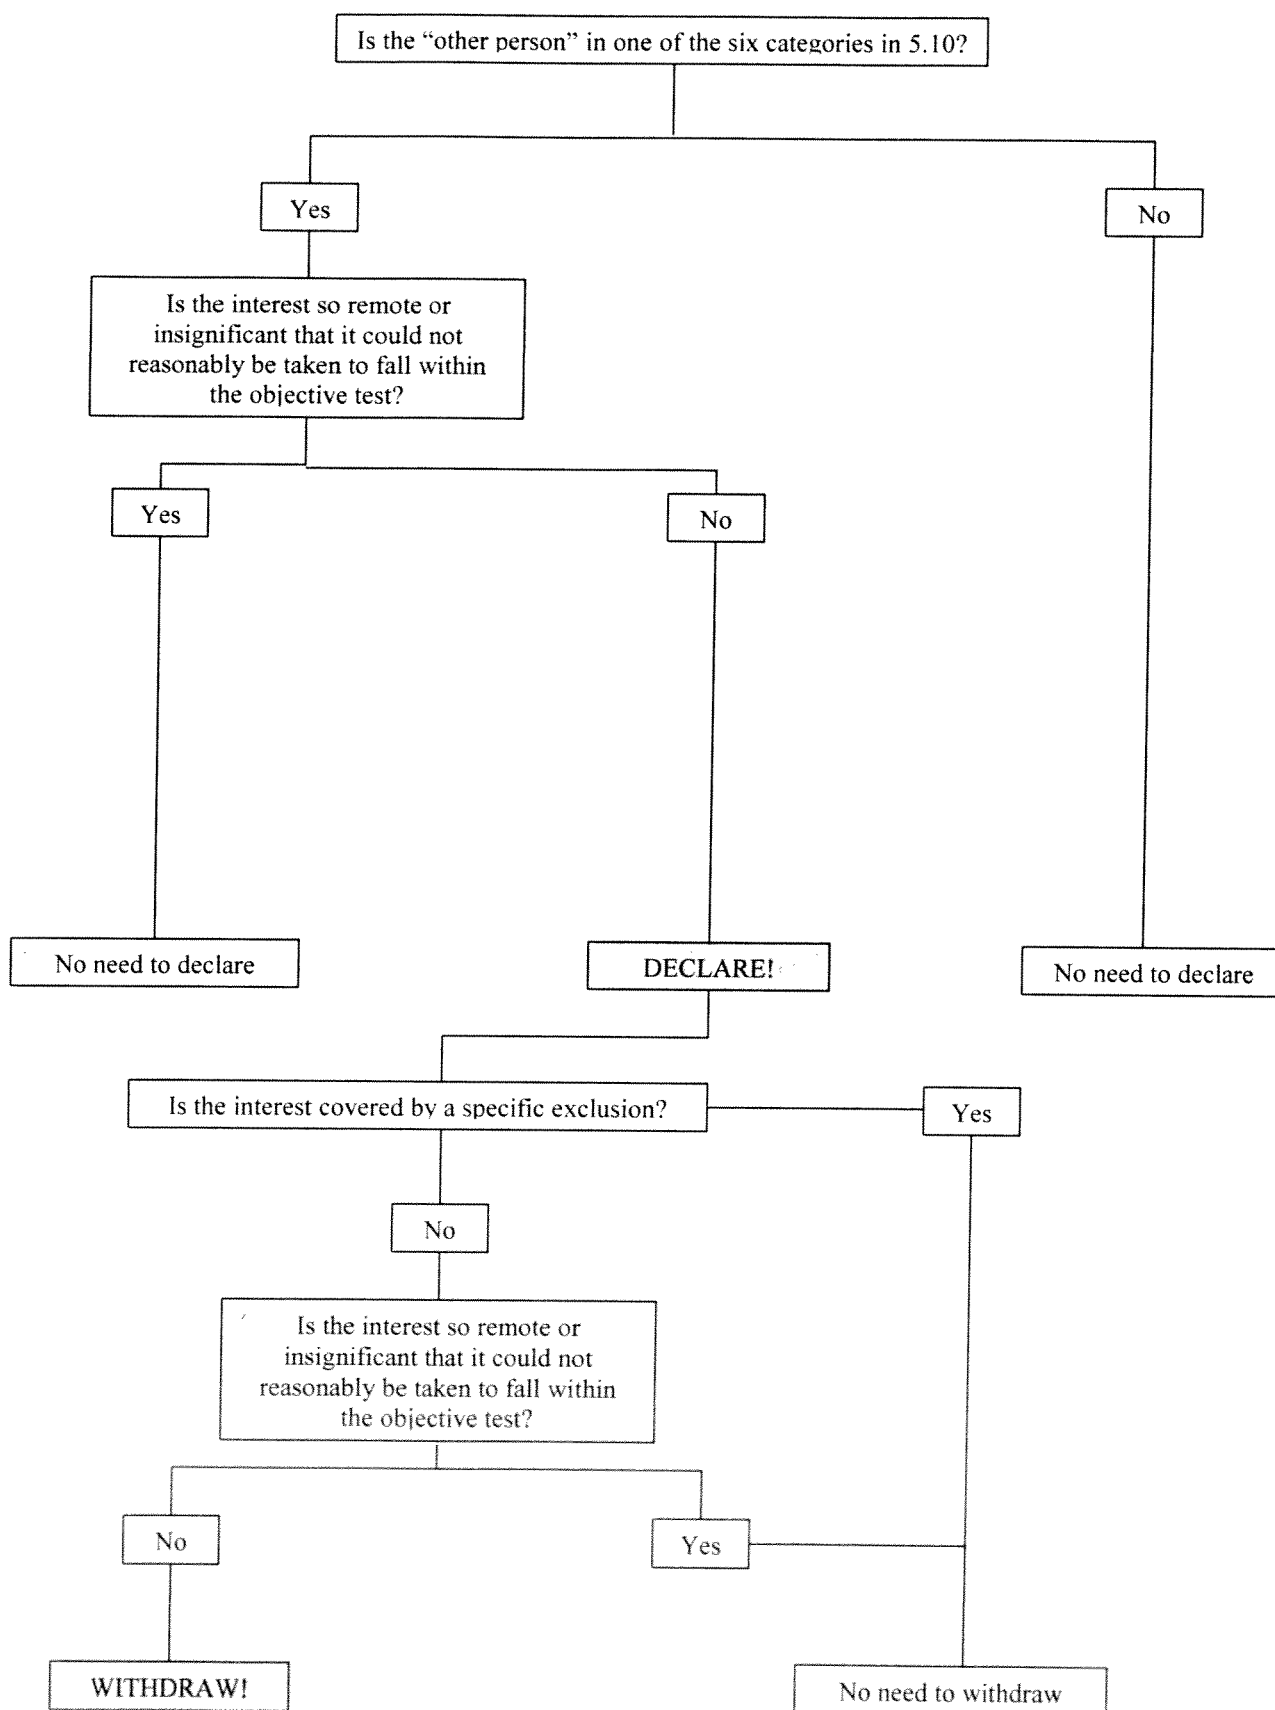 Is the “other person” in one of the six categories in 5.10?
Yes
No
Is the interest so remote or
insignificant that it could not
reasonably be taken to fall within
the objective test?
Yes
No
No need to declare
DECLARE!
No need to declare
Is the interest covered by a specific exclusion?
Yes
No
Is the interest so remote or
insignificant that it could not
reasonably be taken to fall within
the objective test?
No
Yes
WITHDRAW!
No need to withdraw